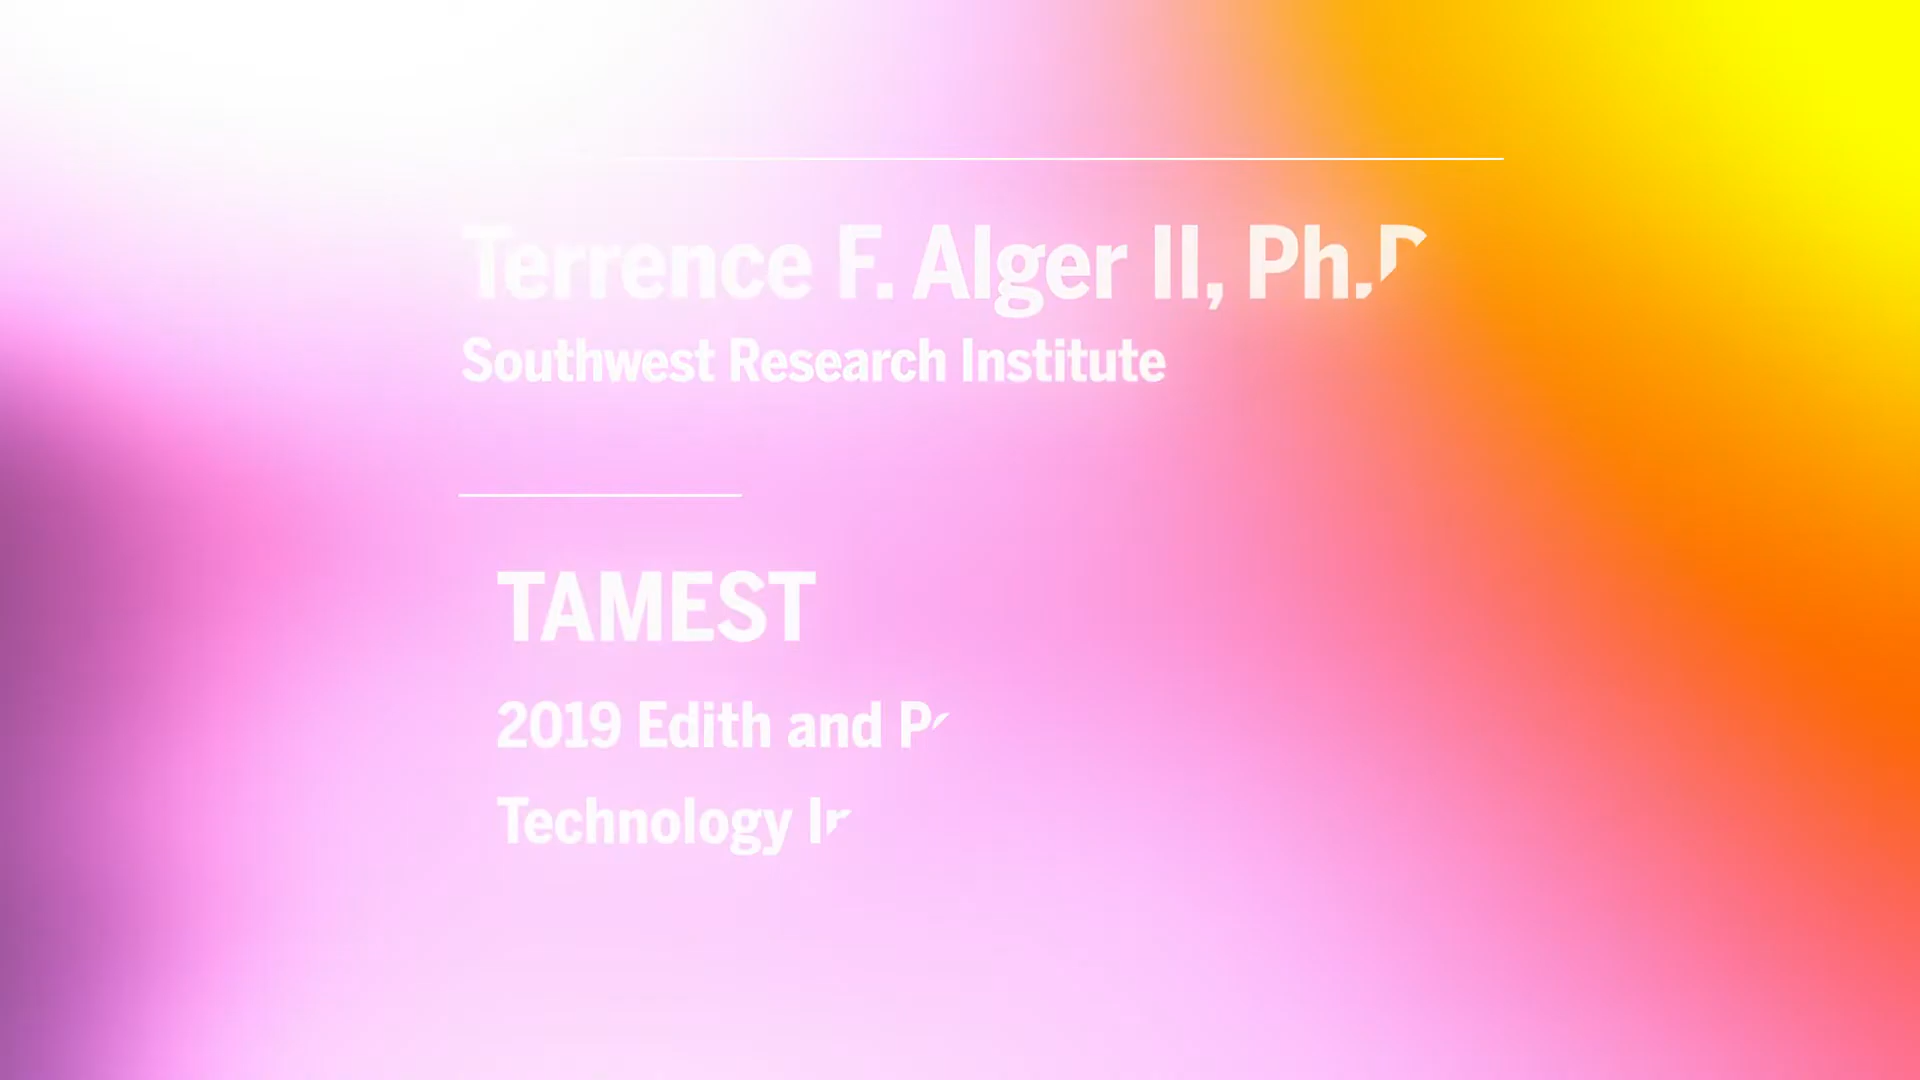 Terrence F. Alger II, Ph.D
Southwest Research Institute
TAMEST
2019 Edith and
Technology